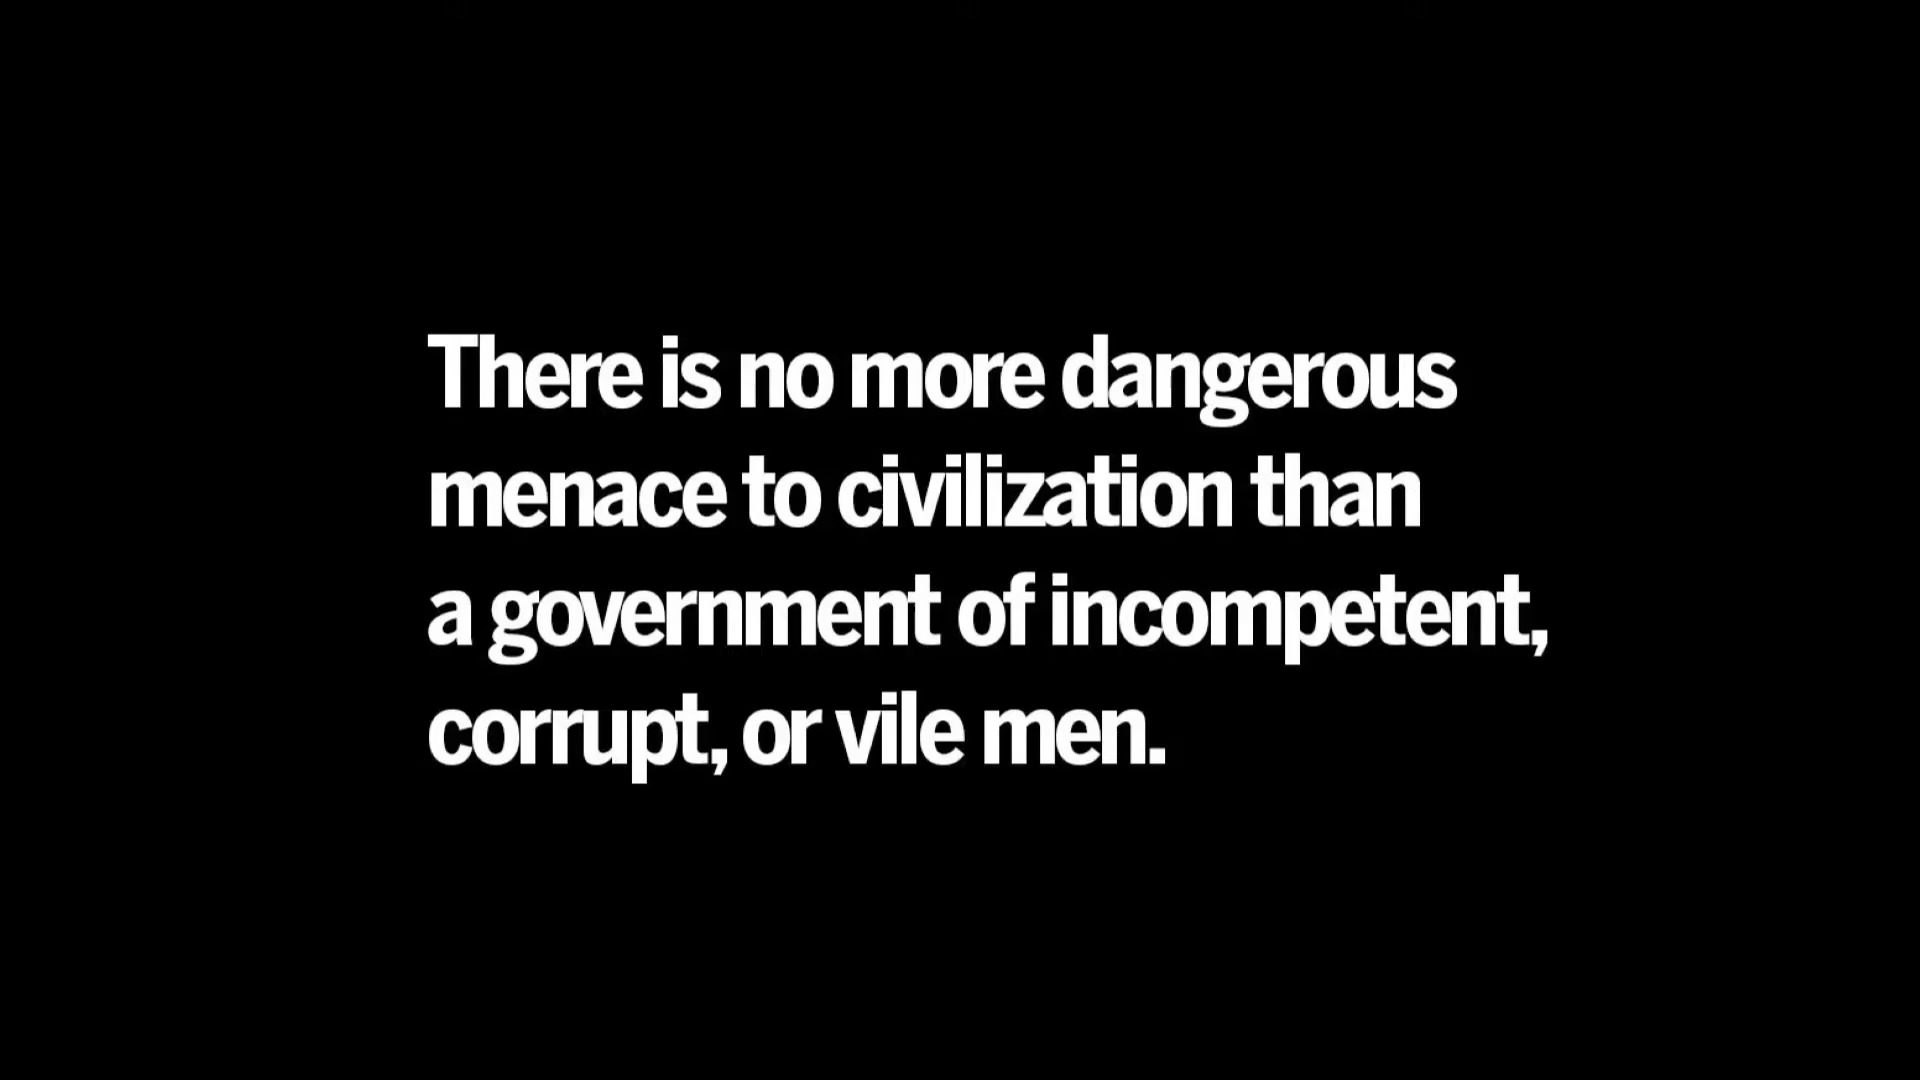 There is no more dangerous
menace to civilization than
a government of incompetent,
corrupt, or vile men.